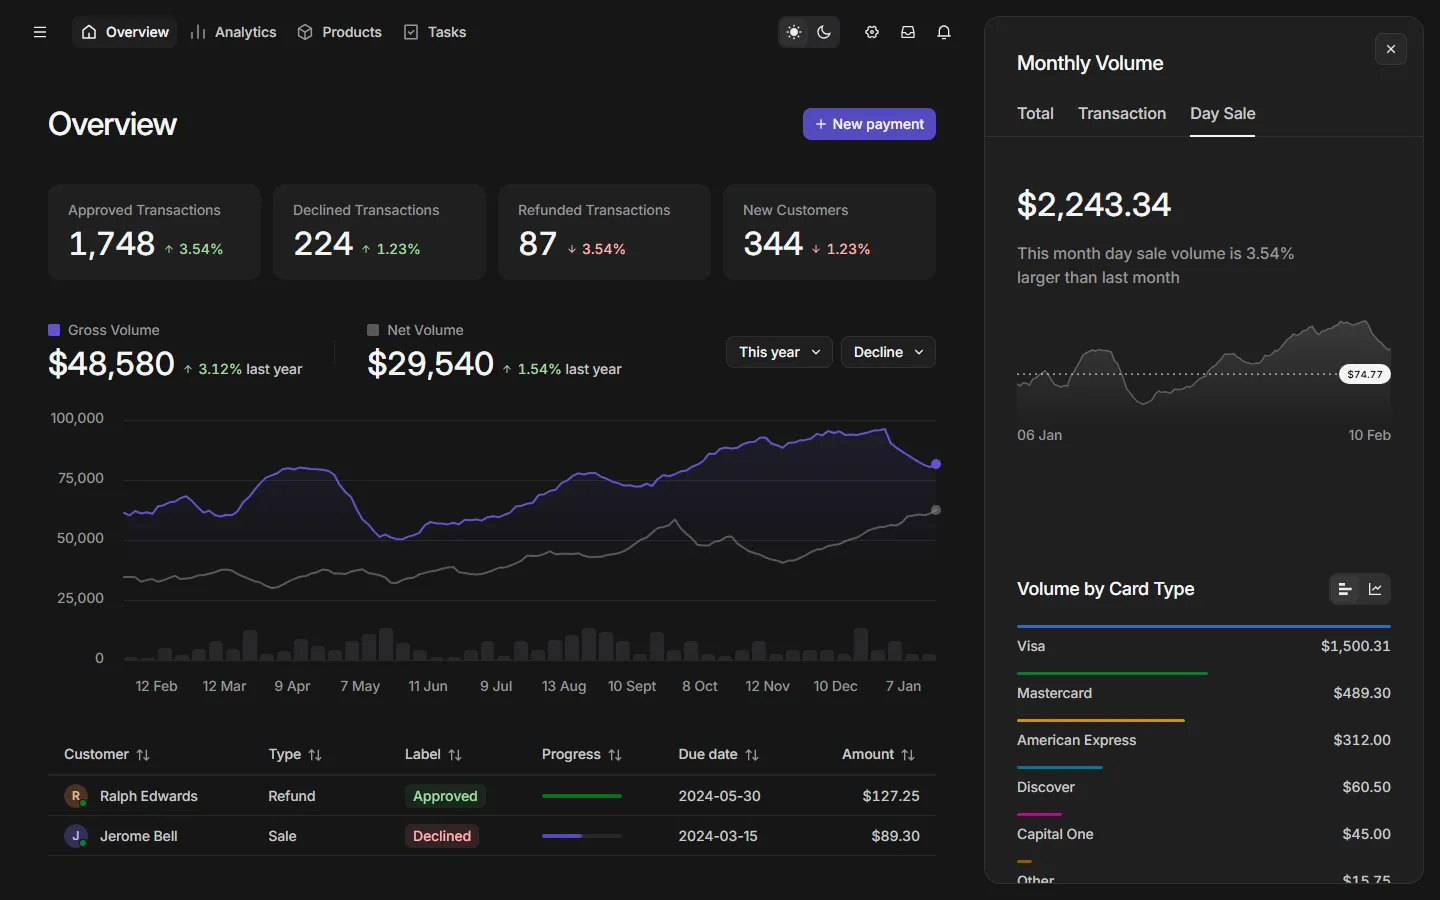 Overview Analytics Products Tasks
Overview
+ New payment
Approved Transactions
1,748 ↑ 3.54%
Declined Transactions
224 ↑ 1.23%
Refunded Transactions
87 ↓ 3.54%
New Customers
344 ↓ 1.23%
Gross Volume
$48,580 ↑ 3.12% last year
Net Volume
$29,540 ↑ 1.54% last year
This year
Decline
100,000
75,000
50,000
25,000
0
12 Feb 12 Mar 9 Apr 7 May 11 Jun 9 Jul 13 Aug 10 Sept 8 Oct 12 Nov 10 Dec 7 Jan
Customer Type Label Progress Due date Amount
R Ralph Edwards Refund Approved 2024-05-30 $127.25
J Jerome Bell Sale Declined 2024-03-15 $89.30
Monthly Volume
Total Transaction Day Sale
$2,243.34
This month day sale volume is 3.54%
larger than last month
$74.77
06 Jan 10 Feb
Volume by Card Type
Visa $1,500.31
Mastercard $489.30
American Express $312.00
Discover $60.50
Capital One $45.00
Other $15.75